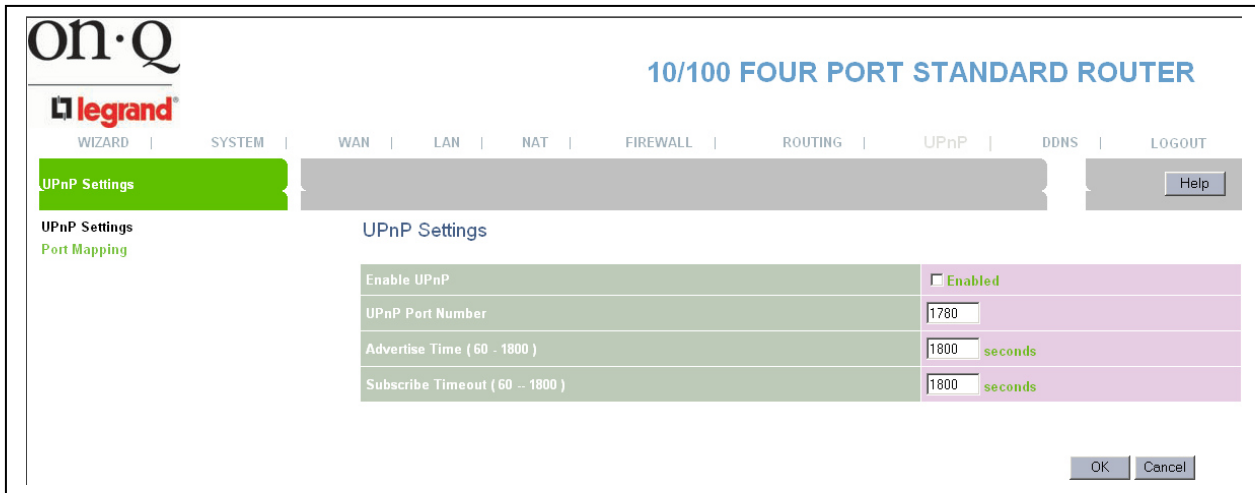 on·Q
legrand®
10/100 FOUR PORT STANDARD ROUTER
WIZARD | SYSTEM | WAN | LAN | NAT | FIREWALL | ROUTING | UPnP | DDNS | LOGOUT
UPnP Settings
Help
UPnP Settings
Port Mapping
UPnP Settings
Enable UPnP Enabled
UPnP Port Number 1780
Advertise Time ( 60 - 1800 ) 1800 seconds
Subscribe Timeout ( 60 -- 1800 ) 1800 seconds
OK Cancel